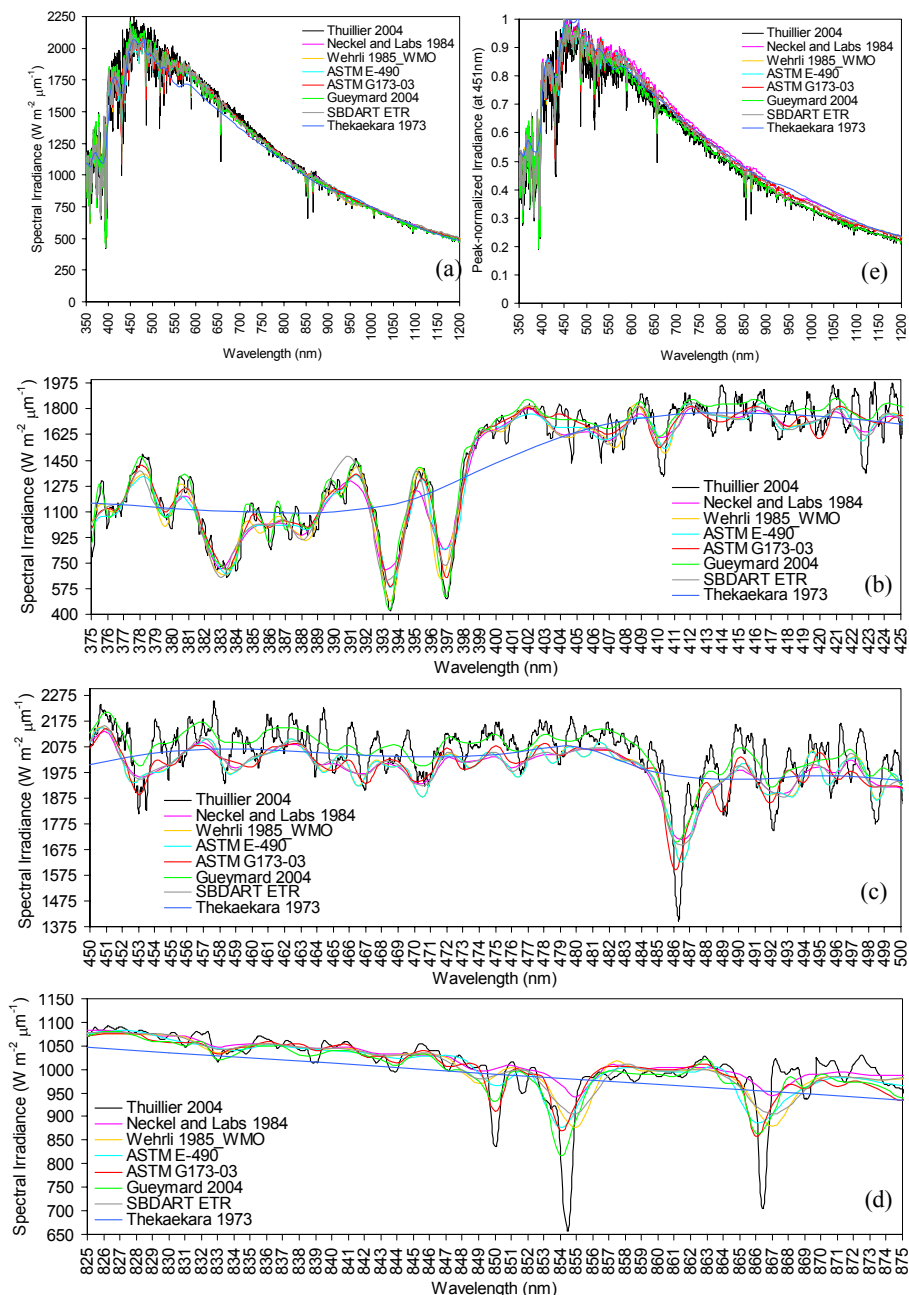 Spectral Irradiance (W m-2 μm-1)
2250
2000
1750
1500
1250
1000
750
500
250
0
Thuillier 2004
Neckel and Labs 1984
Wehrli 1985_WMO
ASTM E-490
ASTM G173-03
Gueymard 2004
SBDART ETR
Thekaekara 1973
(a)
350 400 450 500 550 600 650 700 750 800 850 900 950 1000 1050 1100 1150 1200
Wavelength (nm)
Peak-normalized Irradiance (at 451nm)
1
0.9
0.8
0.7
0.6
0.5
0.4
0.3
0.2
0.1
0
Thuillier 2004
Neckel and Labs 1984
Wehrli 1985_WMO
ASTM E-490
ASTM G173-03
Gueymard 2004
SBDART ETR
Thekaekara 1973
(e)
350 400 450 500 550 600 650 700 750 800 850 900 950 1000 1050 1100 1150 1200
Wavelength (nm)
Spectral Irradiance (W m-2 μm-1)
1975
1800
1625
1450
1275
1100
925
750
575
400
Thuillier 2004
Neckel and Labs 1984
Wehrli 1985_WMO
ASTM E-490
ASTM G173-03
Gueymard 2004
SBDART ETR
Thekaekara 1973
(b)
375 376 377 378 380 381 382 383 384 385 386 387 388 389 390 391 393 394 395 396 397 398 399 400 401 402 403 404 405 406 407 408 409 410 411 412 413 414 415 416 417 418 419 420 421 422 423 424 425
Wavelength (nm)
Spectral Irradiance (W m-2 μm-1)
2275
2175
2075
1975
1875
1775
1675
1575
1475
1375
Thuillier 2004
Neckel and Labs 1984
Wehrli 1985_WMO
ASTM E-490
ASTM G173-03
Gueymard 2004
SBDART ETR
Thekaekara 1973
(c)
450 451 452 453 454 455 456 457 458 459 460 461 462 463 464 465 466 467 468 469 470 471 472 473 474 475 476 477 478 479 480 481 482 483 484 485 486 487 488 489 490 491 492 493 494 495 496 497 498 499 500
Wavelength (nm)
Spectral Irradiance (W m-2 μm-1)
1150
1100
1050
1000
950
900
850
800
750
700
650
Thuillier 2004
Neckel and Labs 1984
Wehrli 1985_WMO
ASTM E-490
ASTM G173-03
Gueymard 2004
SBDART ETR
Thekaekara 1973
(d)
825 826 827 828 829 830 831 832 833 834 835 836 837 838 839 840 841 842 843 844 845 846 847 848 849 850 851 852 853 854 855 856 857 858 859 860 861 862 863 864 865 866 867 868 869 870 871 872 873 874 875
Wavelength (nm)